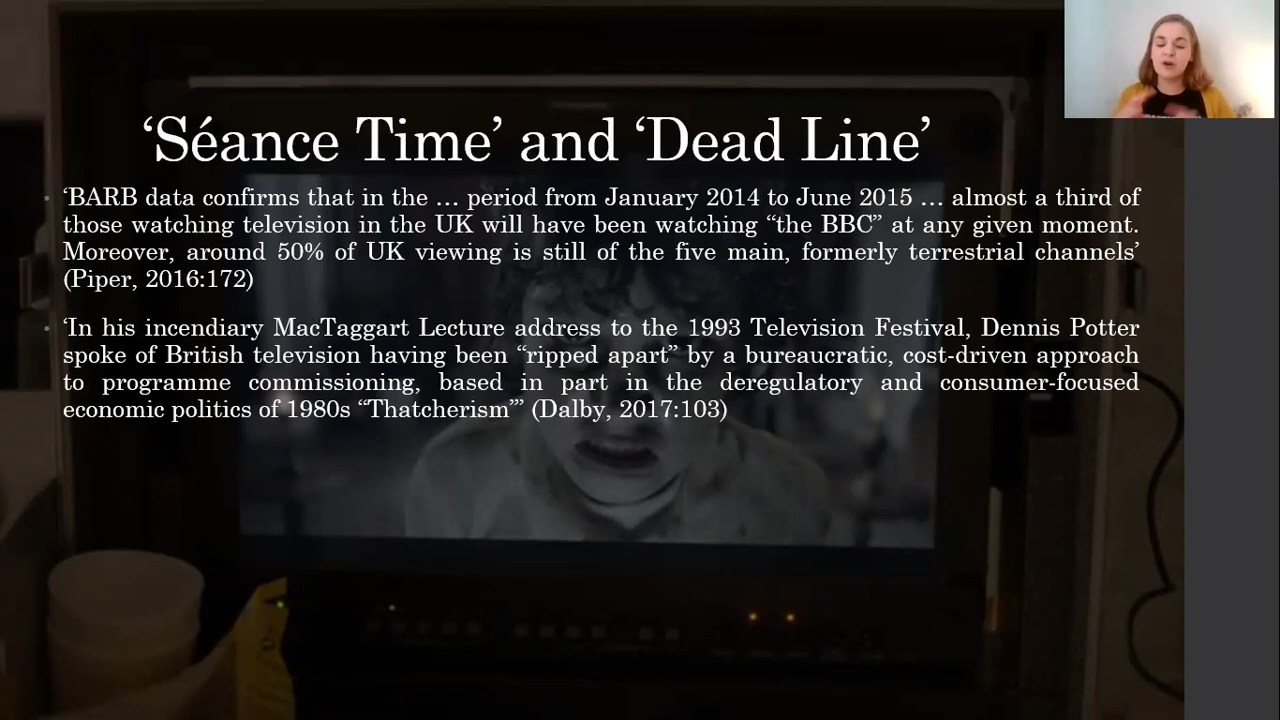 ‘Séance Time’ and ‘Dead Line’
‘BARB data confirms that in the … period from January 2014 to June 2015 … almost a third of
those watching television in the UK will have been watching “the BBC” at any given moment.
Moreover, around 50% of UK viewing is still of the five main, formerly terrestrial channels’
(Piper, 2016:172)
‘In his incendiary MacTaggart Lecture address to the 1993 Television Festival, Dennis Potter
spoke of British television having been “ripped apart” by a bureaucratic, cost-driven approach
to programme commissioning, based in part in the deregulatory and consumer-focused
economic politics of 1980s “Thatcherism”’ (Dalby, 2017:103)